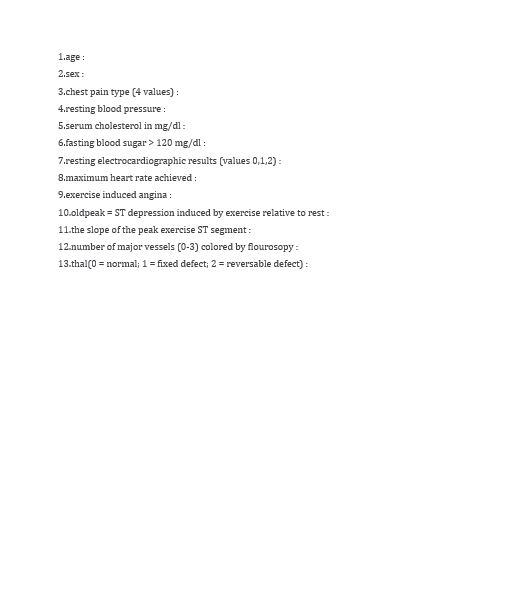 1.age :
2.sex :
3.chest pain type (4 values) :
4.resting blood pressure :
5.serum cholesterol in mg/dl :
6.fasting blood sugar > 120 mg/dl :
7.resting electrocardiographic results (values 0,1,2) :
8.maximum heart rate achieved :
9.exercise induced angina :
10.oldpeak = ST depression induced by exercise relative to rest :
11.the slope of the peak exercise ST segment :
12.number of major vessels (0-3) colored by flourosopy :
13.thal(0 = normal; 1 = fixed defect; 2 = reversable defect) :